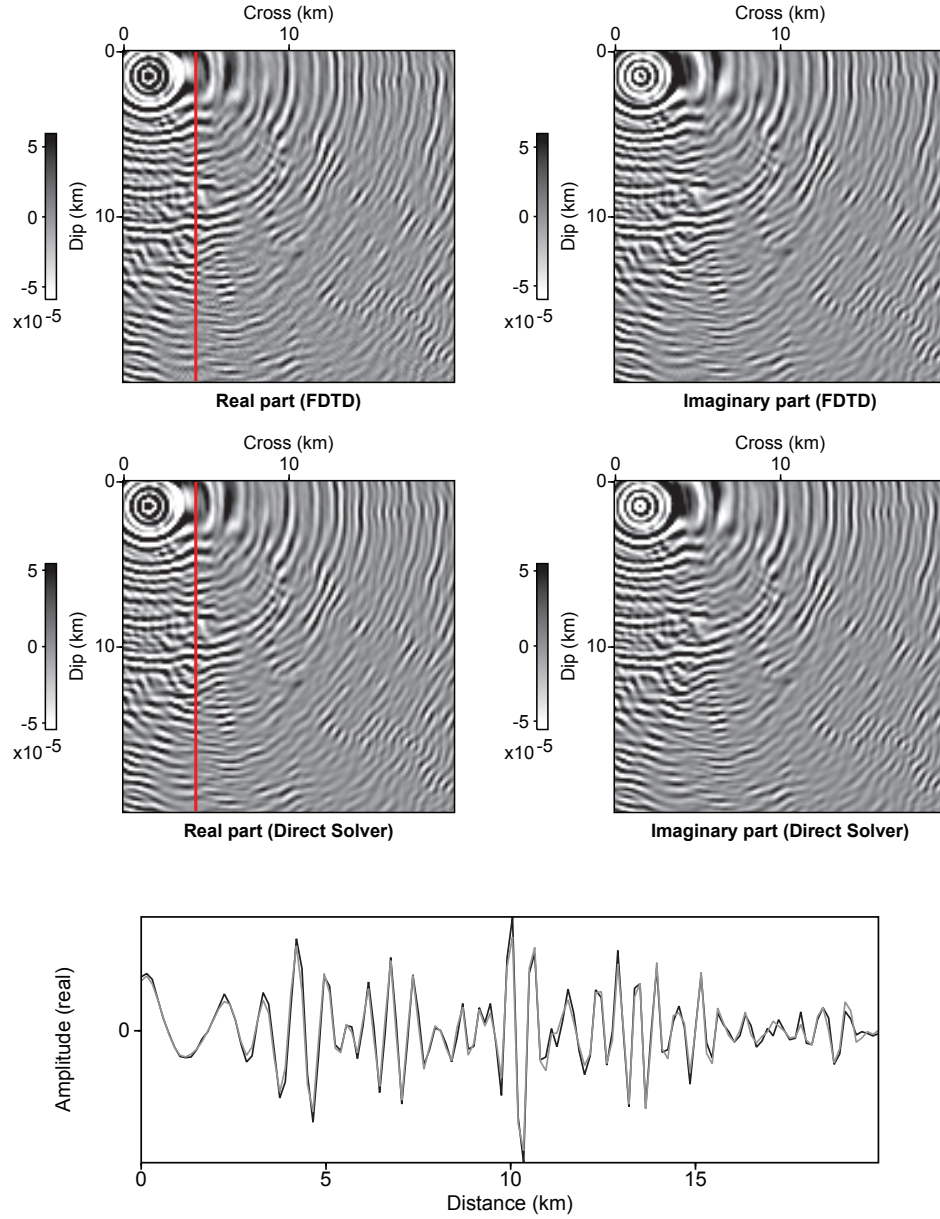 Cross (km)
Cross (km)
0 10
0 10
0
0
5
0
-5
x10-5
Dip (km)
10
5
0
-5
x10-5
Dip (km)
10
Real part (FDTD)
Imaginary part (FDTD)
Cross (km)
Cross (km)
0 10
0 10
0
0
5
0
-5
x10-5
Dip (km)
10
5
0
-5
x10-5
Dip (km)
10
Real part (Direct Solver)
Imaginary part (Direct Solver)
Amplitude (real)
0
0 5 10 15
Distance (km)